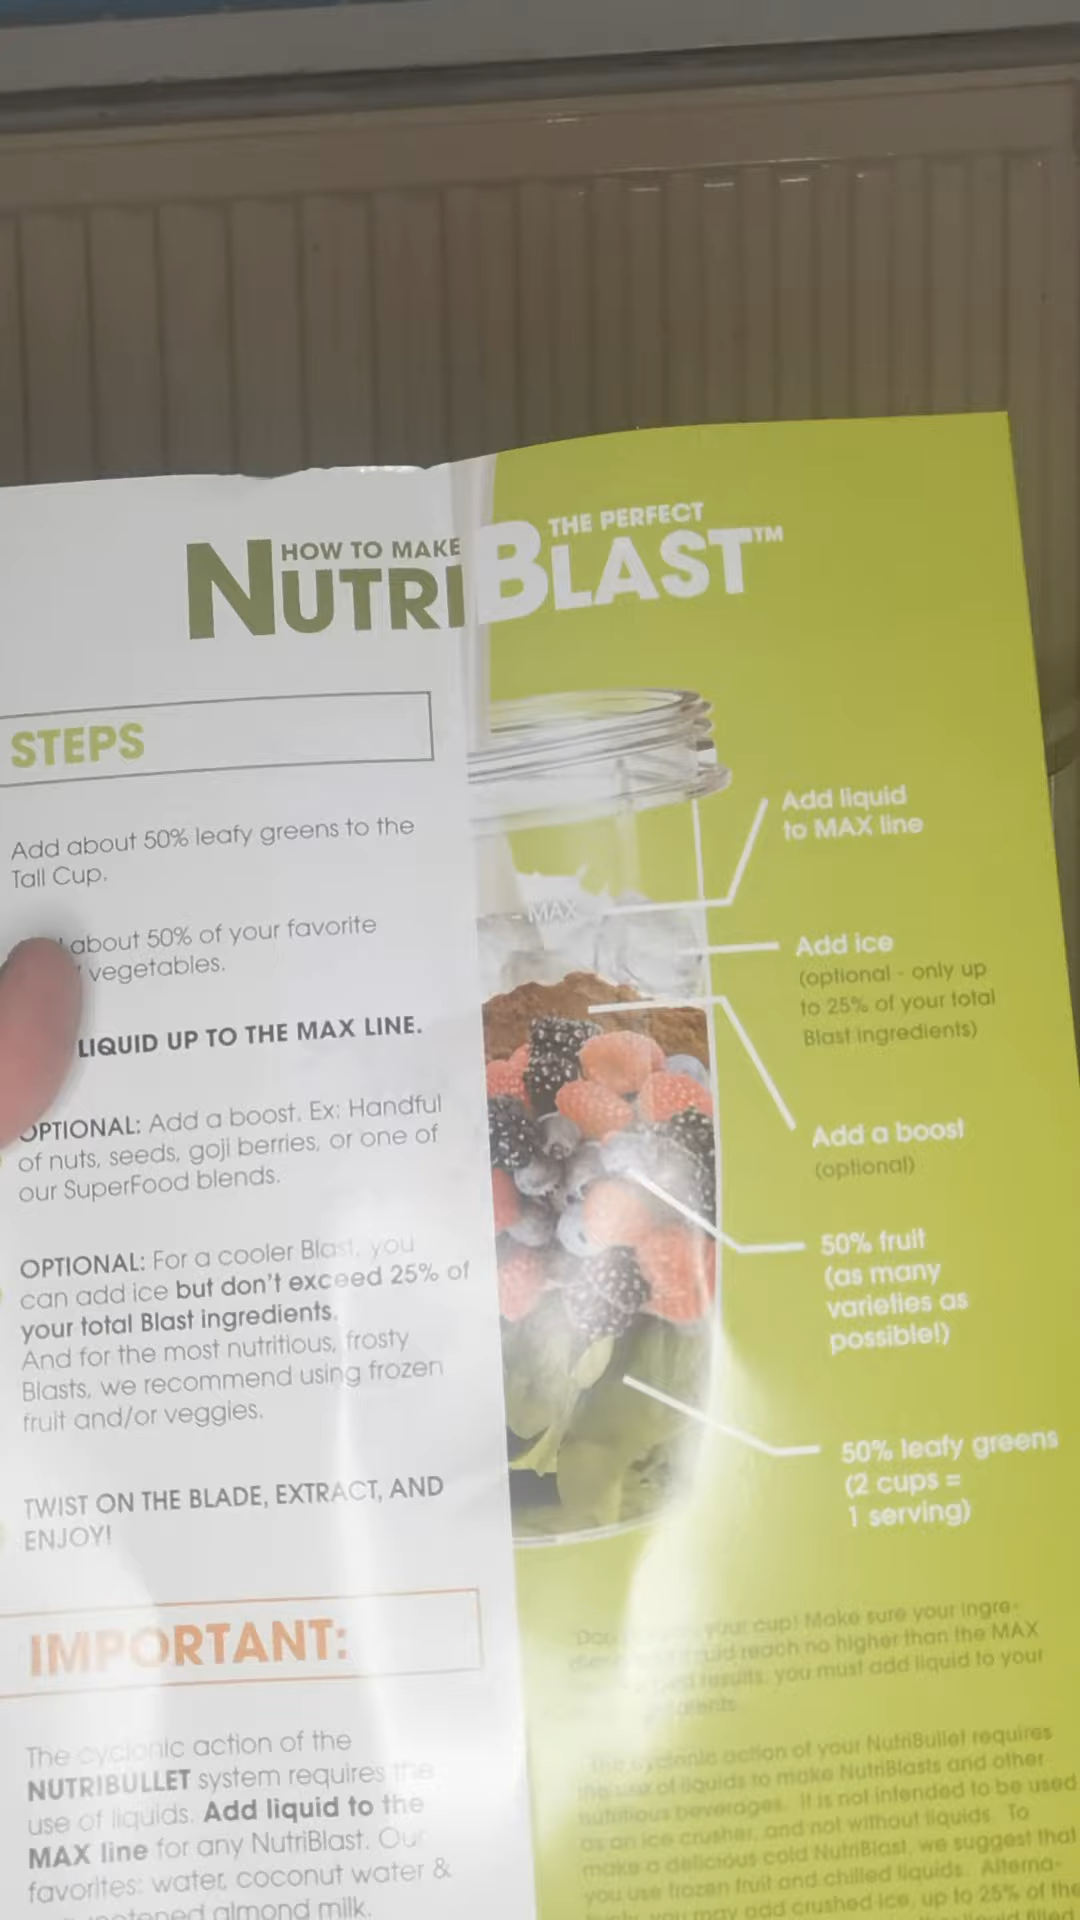 HOW TO MAKE
THE PERFECT
NUTRIBLAST™
STEPS
Add about 50% leafy greens to the
Tall Cup.
about 50% of your favorite
vegetables.
LIQUID UP TO THE MAX LINE.
OPTIONAL: Add a boost. Ex: Handful
of nuts, seeds, goji berries, or one of
our SuperFood blends.
OPTIONAL: For a cooler Blast, you
can add ice but don't exceed 25% of
your total Blast ingredients.
And for the most nutritious, frosty
Blasts, we recommend using frozen
fruit and/or veggies.
TWIST ON THE BLADE, EXTRACT, AND
ENJOY!
IMPORTANT:
The cyclonic action of the
NUTRIBULLET system requires the
use of liquids. Add liquid to the
MAX line for any NutriBlast. Our
favorites: water, coconut water &
almond milk.
MAX
Add liquid
to MAX line
Add ice
(optional - only up
to 25% of your total
Blast ingredients)
Add a boost
(optional)
50% fruit
(as many
varieties as
possible!)
50% leafy greens
(2 cups =
1 serving)
your cup! Make sure your ingre-
reach no higher than the MAX
results, you must add liquid to your
action of your NutriBullet requires
the use of liquids to make NutriBlasts and other
nutritious beverages. It is not intended to be used
as an ice crusher, and not without liquids. To
make a delicious cold NutriBlast, we suggest that
you use frozen fruit and chilled liquids. Alterna-
you may add crushed ice, up to 25% of the